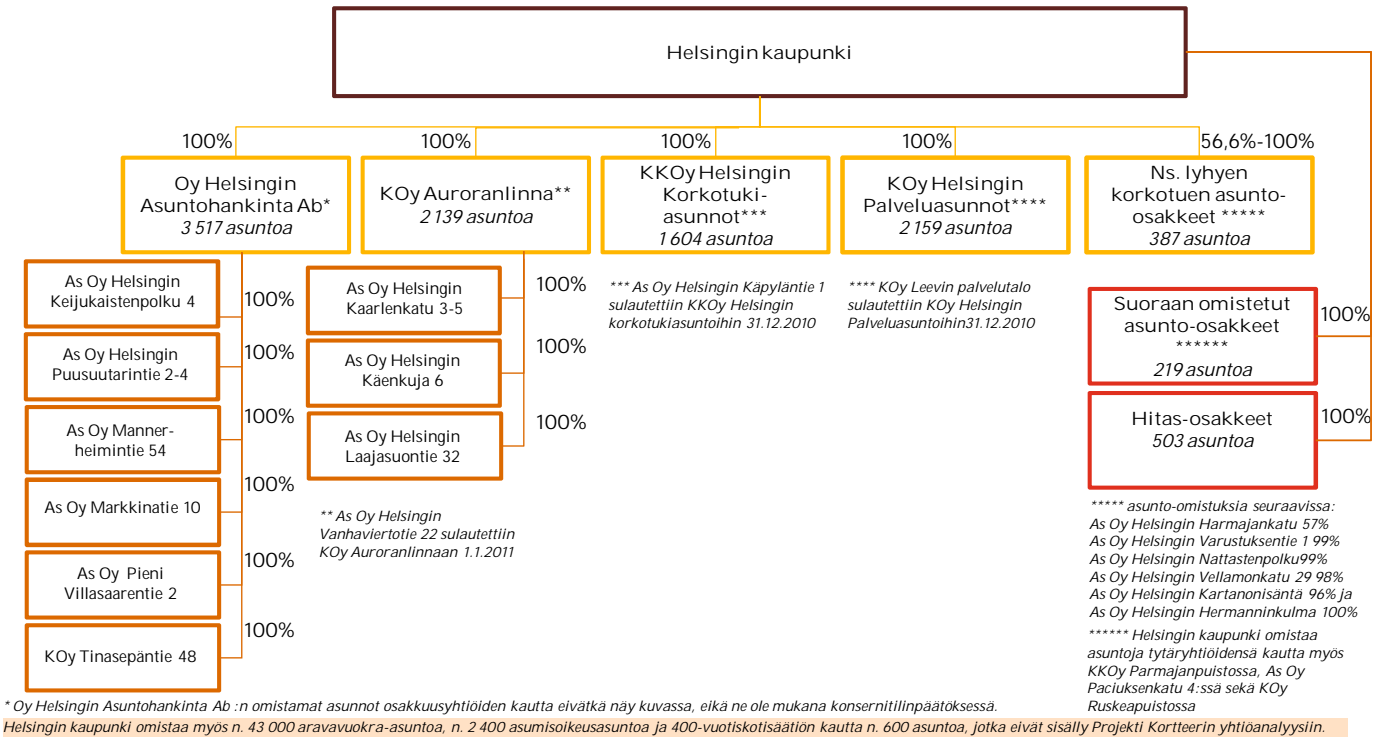 Helsingin kaupunki
100%
100%
100%
100%
56,6%-100%
Oy Helsingin
Asuntohankinta Ab*
3 517 asuntoa
KOy Auroranlinna**
2 139 asuntoa
KKOy Helsingin
Korkotuki-
asunnot***
1 604 asuntoa
KOy Helsingin
Palveluasunnot****
2 159 asuntoa
Ns. lyhyen
korkotuen asunto-
osakkeet *****
387 asuntoa
As Oy Helsingin
Keijukaistenpolku 4
100%
As Oy Helsingin
Puusuutarintie 2-4
100%
As Oy Manner-
heimintie 54
100%
As Oy Markkinatie 10
100%
As Oy Pieni
Villasaarentie 2
100%
KOy Tinasepäntie 48
100%
As Oy Helsingin
Kaarlenkatu 3-5
100%
As Oy Helsingin
Käenkuja 6
100%
As Oy Helsingin
Laajasuontie 32
100%
** As Oy Helsingin
Vanhaviertotie 22 sulautettiin
KOy Auroranlinnaan 1.1.2011
*** As Oy Helsingin Käpyläntie 1
sulautettiin KKOy Helsingin
korkotukiasuntoihin 31.12.2010
**** KOy Leevin palvelutalo
sulautettiin KOy Helsingin
Palveluasuntoihin31.12.2010
Suoraan omistetut
asunto-osakkeet
******
219 asuntoa
100%
Hitas-osakkeet
503 asuntoa
100%
***** asunto-omistuksia seuraavissa:
As Oy Helsingin Harmajankatu 57%
As Oy Helsingin Varustuksentie 1 99%
As Oy Helsingin Nattastenpolku99%
As Oy Helsingin Vellamonkatu 29 98%
As Oy Helsingin Kartanonisäntä 96% ja
As Oy Helsingin Hermanninkulma 100%
****** Helsingin kaupunki omistaa
asuntoja tytäryhtiöidensä kautta myös
KKOy Parmajanpuistossa, As Oy
Paciuksenkatu 4:ssä sekä KOy
Ruskeapuistossa
* Oy Helsingin Asuntohankinta Ab :n omistamat asunnot osakkuusyhtiöiden kautta eivätkä näy kuvassa, eikä ne ole mukana konsernitilinpäätöksessä.
Helsingin kaupunki omistaa myös n. 43 000 aravavuokra-asuntoa, n. 2 400 asumisoikeusasuntoa ja 400-vuotiskotisäätiön kautta n. 600 asuntoa, jotka eivät sisälly Projekti Kortteerin yhtiöanalyysiin.